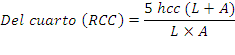 Del cuarto (RCC) = 5 hcc (L + A) / L × A